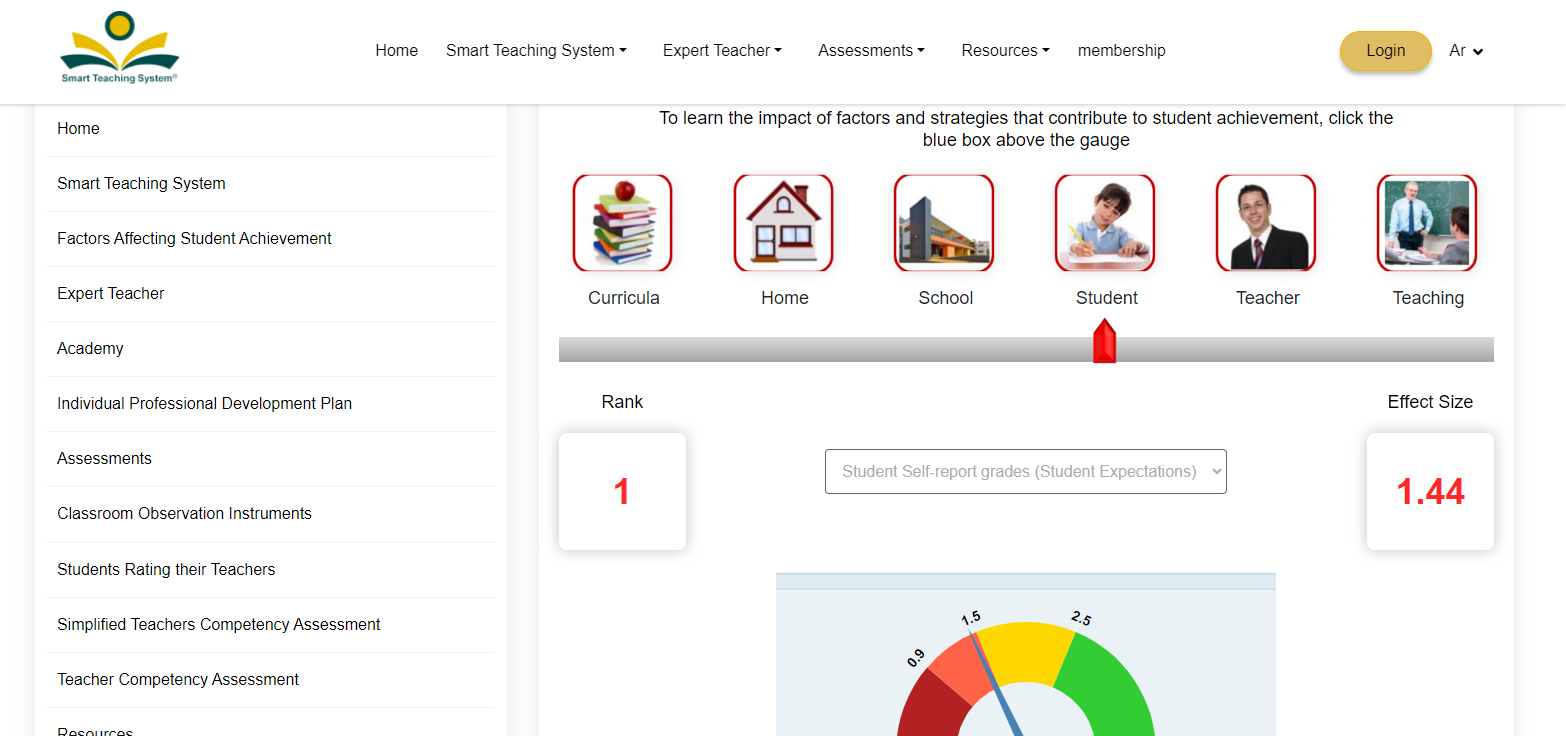 Smart Teaching System®
Home
Smart Teaching System
Expert Teacher
Assessments
Resources
membership
Login
Ar
Home
Smart Teaching System
Factors Affecting Student Achievement
Expert Teacher
Academy
Individual Professional Development Plan
Assessments
Classroom Observation Instruments
Students Rating their Teachers
Simplified Teachers Competency Assessment
Teacher Competency Assessment
Resources
To learn the impact of factors and strategies that contribute to student achievement, click the
blue box above the gauge
Curricula
Home
School
Student
Teacher
Teaching
Rank
Effect Size
1
Student Self-report grades (Student Expectations)
1.44
0.9
1.5
2.5